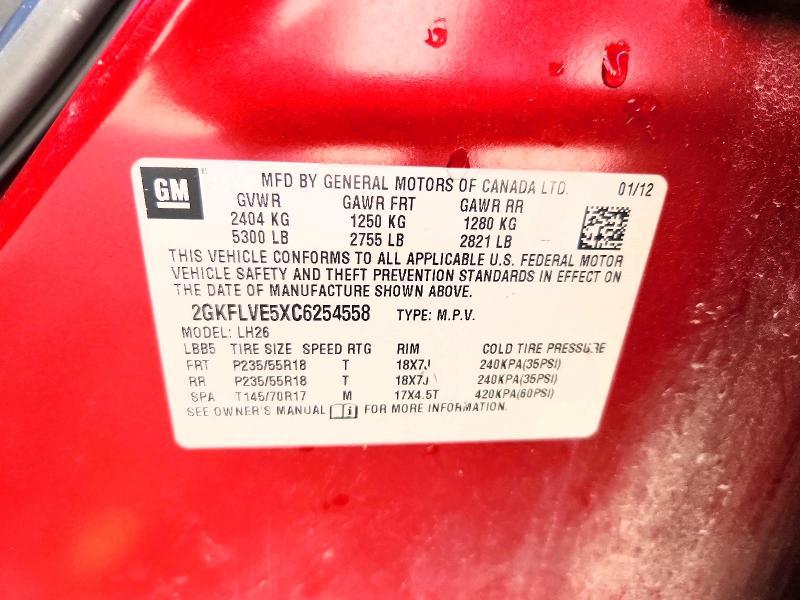 GM MFD BY GENERAL MOTORS OF CANADA LTD. 01/12
GVWR GAWR FRT GAWR RR
2404 KG 1250 KG 1280 KG
5300 LB 2755 LB 2821 LB
THIS VEHICLE CONFORMS TO ALL APPLICABLE U.S. FEDERAL MOTOR
VEHICLE SAFETY AND THEFT PREVENTION STANDARDS IN EFFECT ON
THE DATE OF MANUFACTURE SHOWN ABOVE.
2GKFLVE5XC6254558 TYPE: M.P.V.
MODEL: LH26
LBB5 TIRE SIZE SPEED RTG RIM COLD TIRE PRESSURE
FRT P235/55R18 T 18X7J 240KPA(35PSI)
RR P235/55R18 T 18X7J 240KPA(35PSI)
SPA T145/70R17 M 17X4.5T 420KPA(60PSI)
SEE OWNER'S MANUAL FOR MORE INFORMATION.